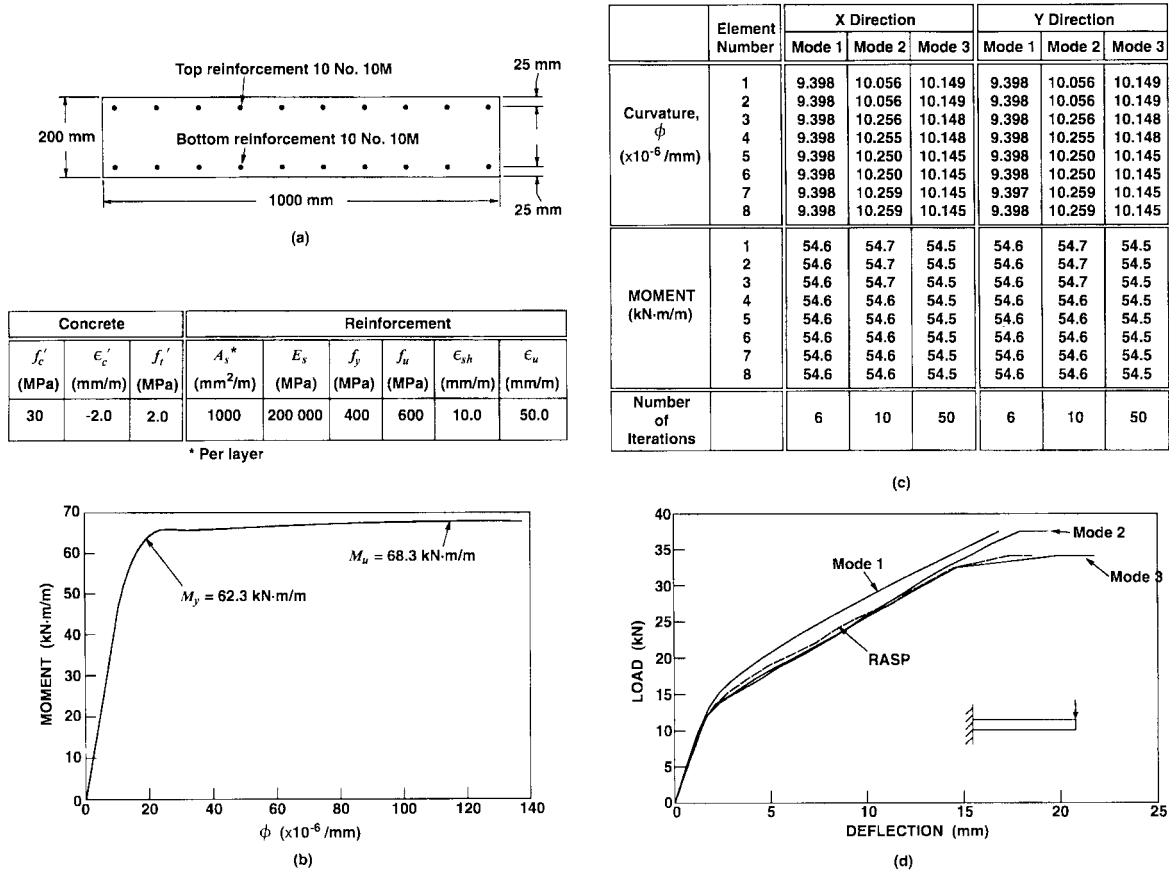 Top reinforcement 10 No. 10M
25 mm
200 mm
Bottom reinforcement 10 No. 10M
1000 mm
25 mm
(a)
Concrete Reinforcement
f'c ϵ'c f't As* Es fy fu ϵsh ϵu
(MPa) (mm/m) (MPa) (mm²/m) (MPa) (MPa) (MPa) (mm/m) (mm/m)
30 -2.0 2.0 1000 200 000 400 600 10.0 50.0
* Per layer
MOMENT (kN·m/m)
70
60
50
40
30
20
10
0
My = 62.3 kN·m/m
Mu = 68.3 kN·m/m
0 20 40 60 80 100 120 140
ϕ (x10-6 /mm)
(b)
Element Number X Direction Y Direction
Mode 1 Mode 2 Mode 3 Mode 1 Mode 2 Mode 3
Curvature, ϕ (x10-6 /mm)
1 9.398 10.056 10.149 9.398 10.056 10.149
2 9.398 10.056 10.149 9.398 10.056 10.149
3 9.398 10.256 10.148 9.398 10.256 10.148
4 9.398 10.255 10.148 9.398 10.255 10.148
5 9.398 10.250 10.145 9.398 10.250 10.145
6 9.398 10.250 10.145 9.398 10.250 10.145
7 9.398 10.259 10.145 9.397 10.259 10.145
8 9.398 10.259 10.145 9.398 10.259 10.145
MOMENT (kN·m/m)
1 54.6 54.7 54.5 54.6 54.7 54.5
2 54.6 54.7 54.5 54.6 54.7 54.5
3 54.6 54.7 54.5 54.6 54.7 54.5
4 54.6 54.6 54.5 54.6 54.6 54.5
5 54.6 54.6 54.5 54.6 54.6 54.5
6 54.6 54.6 54.5 54.6 54.6 54.5
7 54.6 54.6 54.5 54.6 54.6 54.5
8 54.6 54.6 54.5 54.6 54.6 54.5
Number of Iterations 6 10 50 6 10 50
(c)
LOAD (kN)
40
35
30
25
20
15
10
5
0
Mode 2
Mode 1
Mode 3
RASP
0 5 10 15 20 25
DEFLECTION (mm)
(d)